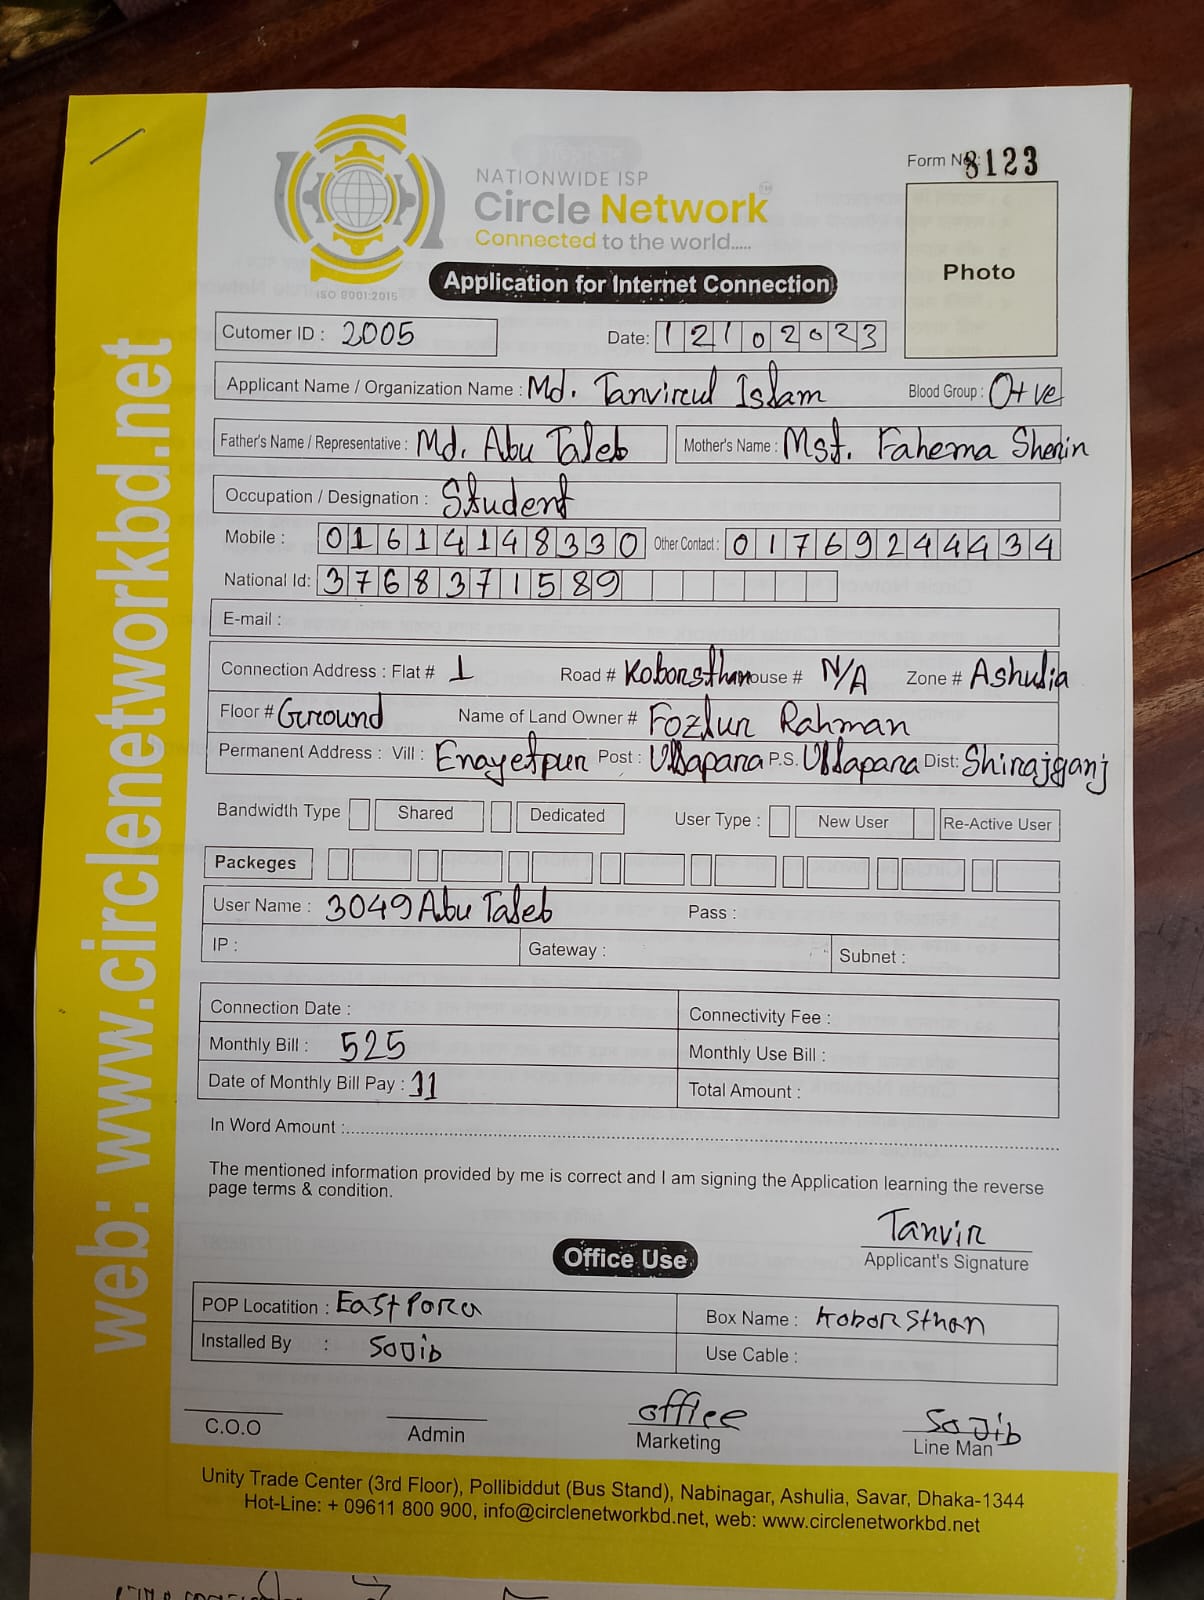 Form No: 8123
NATIONWIDE ISP
Circle Network TM
Connected to the world.....
ISO 9001:2015
Application for Internet Connection
Photo
Cutomer ID : 2005 Date: 12102023
Applicant Name / Organization Name : Md. Tanvirul Islam Blood Group : O+ve
Father's Name / Representative : Md. Abu Taleb Mother's Name : Mst. Fahema Sherin
Occupation / Designation : Student
Mobile : 01614148330 Other Contact : 01769244434
National Id: 3768371589
E-mail :
Connection Address : Flat # 1 Road # Koborsthan House # N/A Zone # Ashulia
Floor # Ground Name of Land Owner # Fozlur Rahman
Permanent Address : Vill : Enayetpur Post : Ullapara P.S. Ullapara Dist: Shirajganj
Bandwidth Type Shared Dedicated User Type : New User Re-Active User
Packeges
User Name : 3049 Abu Taleb Pass :
IP : Gateway : Subnet :
Connection Date : Connectivity Fee :
Monthly Bill : 525 Monthly Use Bill :
Date of Monthly Bill Pay : 11 Total Amount :
In Word Amount :
The mentioned information provided by me is correct and I am signing the Application learning the reverse
page terms & condition.
Tanvir
Applicant's Signature
Office Use
POP Locatition : East Para Box Name : Koborsthan
Installed By : Sojib Use Cable :
office Sojib
C.O.O Admin Marketing Line Man
Unity Trade Center (3rd Floor), Pollibiddut (Bus Stand), Nabinagar, Ashulia, Savar, Dhaka-1344
Hot-Line: + 09611 800 900, info@circlenetworkbd.net, web: www.circlenetworkbd.net
web: www.circlenetworkbd.net